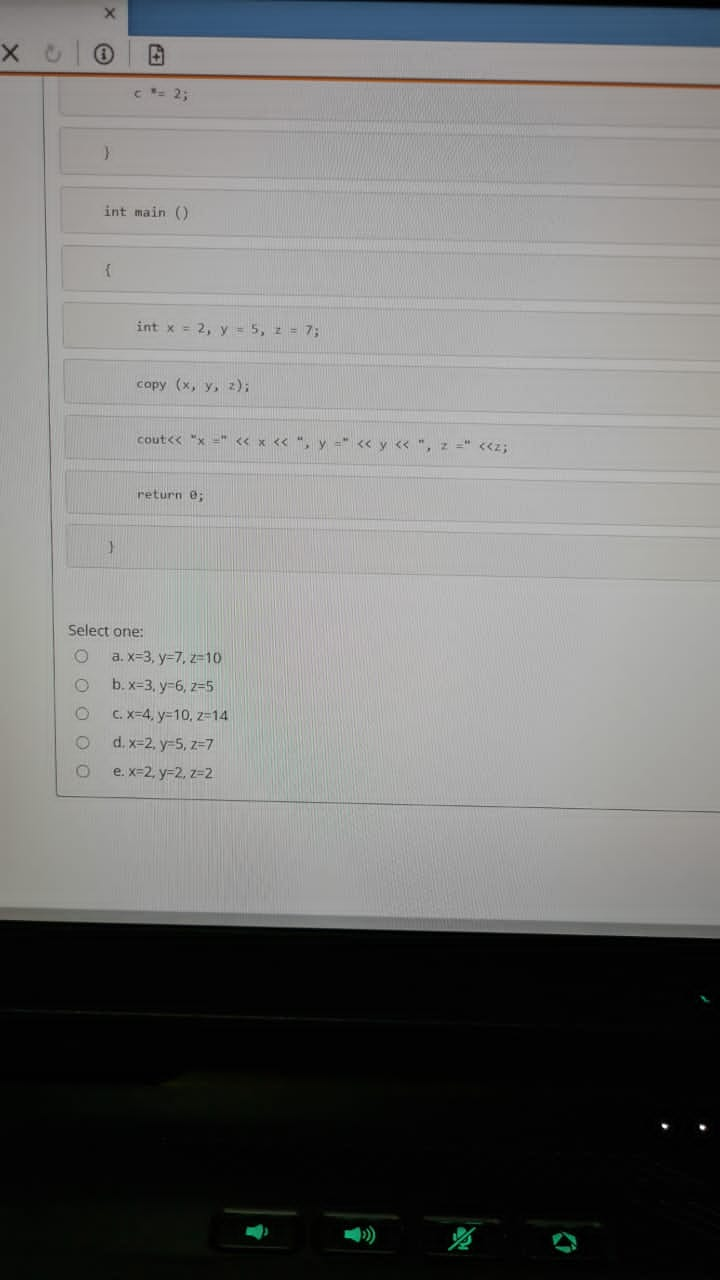 c *= 2;
}
int main ()
{
int x = 2, y = 5, z = 7;
copy (x, y, z);
cout<< "x =" << x << ", y =" << y << ", z =" <<z;
return 0;
}
Select one:
a. x=3, y=7, z=10
b. x=3, y=6, z=5
c. x=4, y=10, z=14
d. x=2, y=5, z=7
e. x=2, y=2, z=2